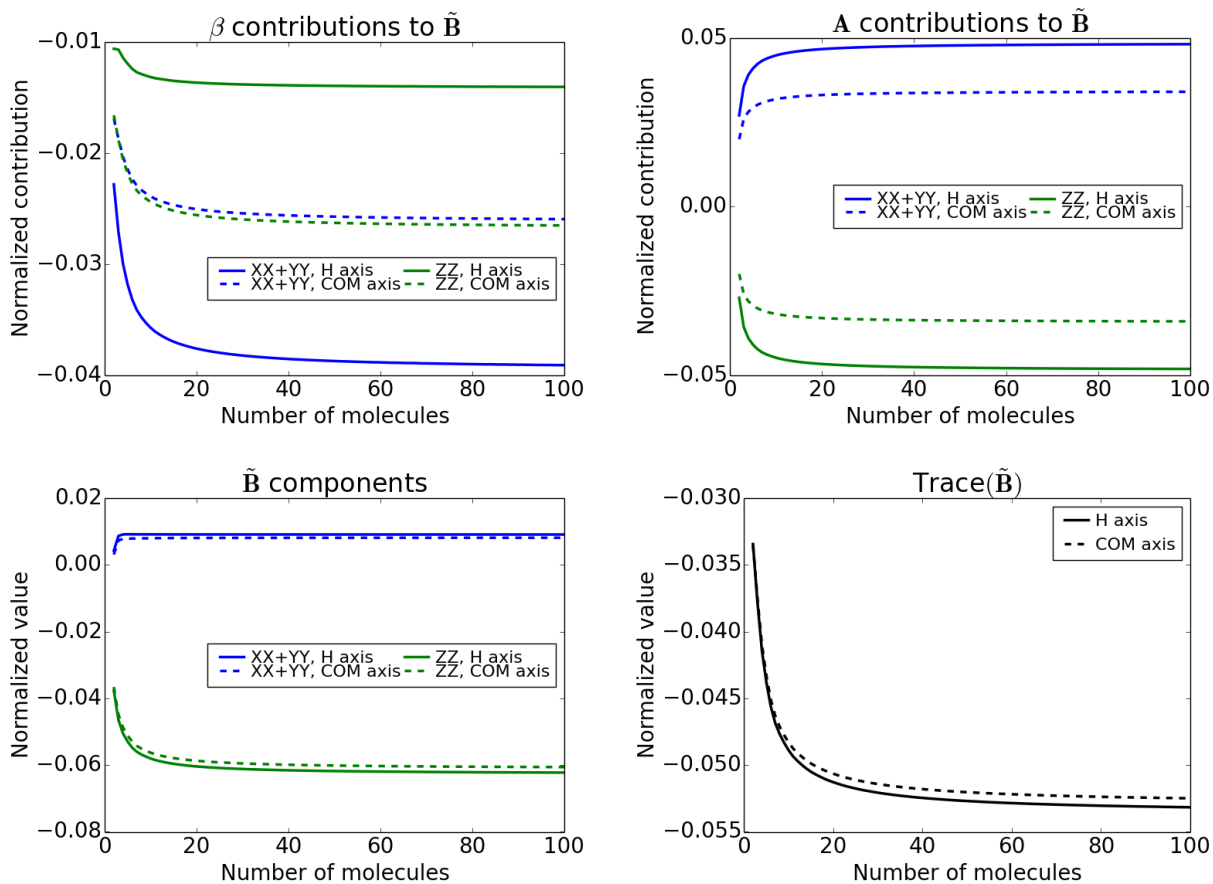 β contributions to B̃
Normalized contribution
−0.01
−0.02
−0.03
−0.04
XX+YY, H axis
XX+YY, COM axis
ZZ, H axis
ZZ, COM axis
0 20 40 60 80 100
Number of molecules
A contributions to B̃
Normalized contribution
0.05
0.00
−0.05
XX+YY, H axis
XX+YY, COM axis
ZZ, H axis
ZZ, COM axis
0 20 40 60 80 100
Number of molecules
B̃ components
Normalized value
0.02
0.00
−0.02
−0.04
−0.06
−0.08
XX+YY, H axis
XX+YY, COM axis
ZZ, H axis
ZZ, COM axis
0 20 40 60 80 100
Number of molecules
Trace(B̃)
Normalized value
−0.030
−0.035
−0.040
−0.045
−0.050
−0.055
H axis
COM axis
0 20 40 60 80 100
Number of molecules